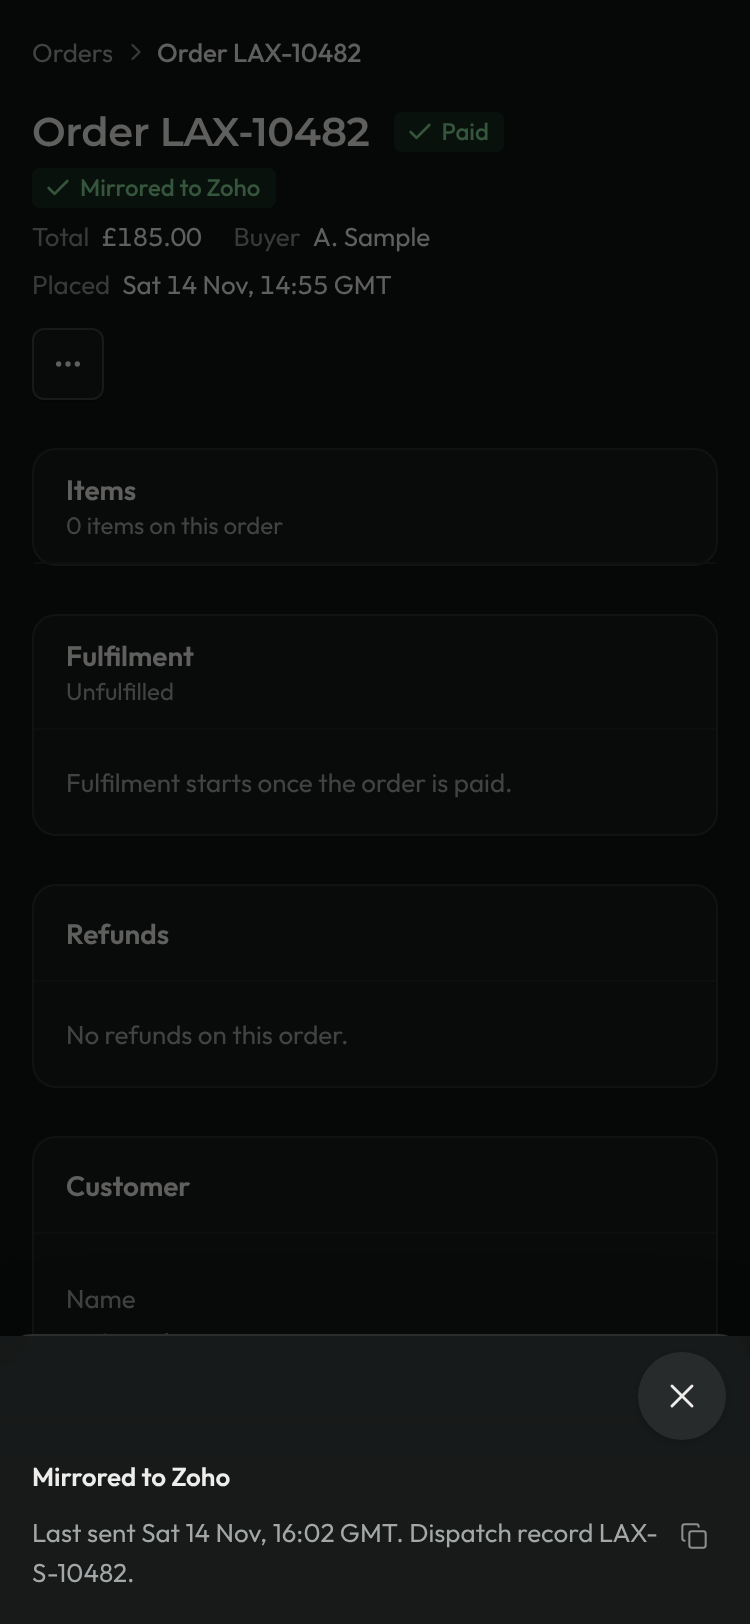 Orders > Order LAX-10482
Order LAX-10482 Paid
Mirrored to Zoho
Total £185.00 Buyer A. Sample
Placed Sat 14 Nov, 14:55 GMT
Items
0 items on this order
Fulfilment
Unfulfilled
Fulfilment starts once the order is paid.
Refunds
No refunds on this order.
Customer
Name
Mirrored to Zoho
Last sent Sat 14 Nov, 16:02 GMT. Dispatch record LAX-
S-10482.